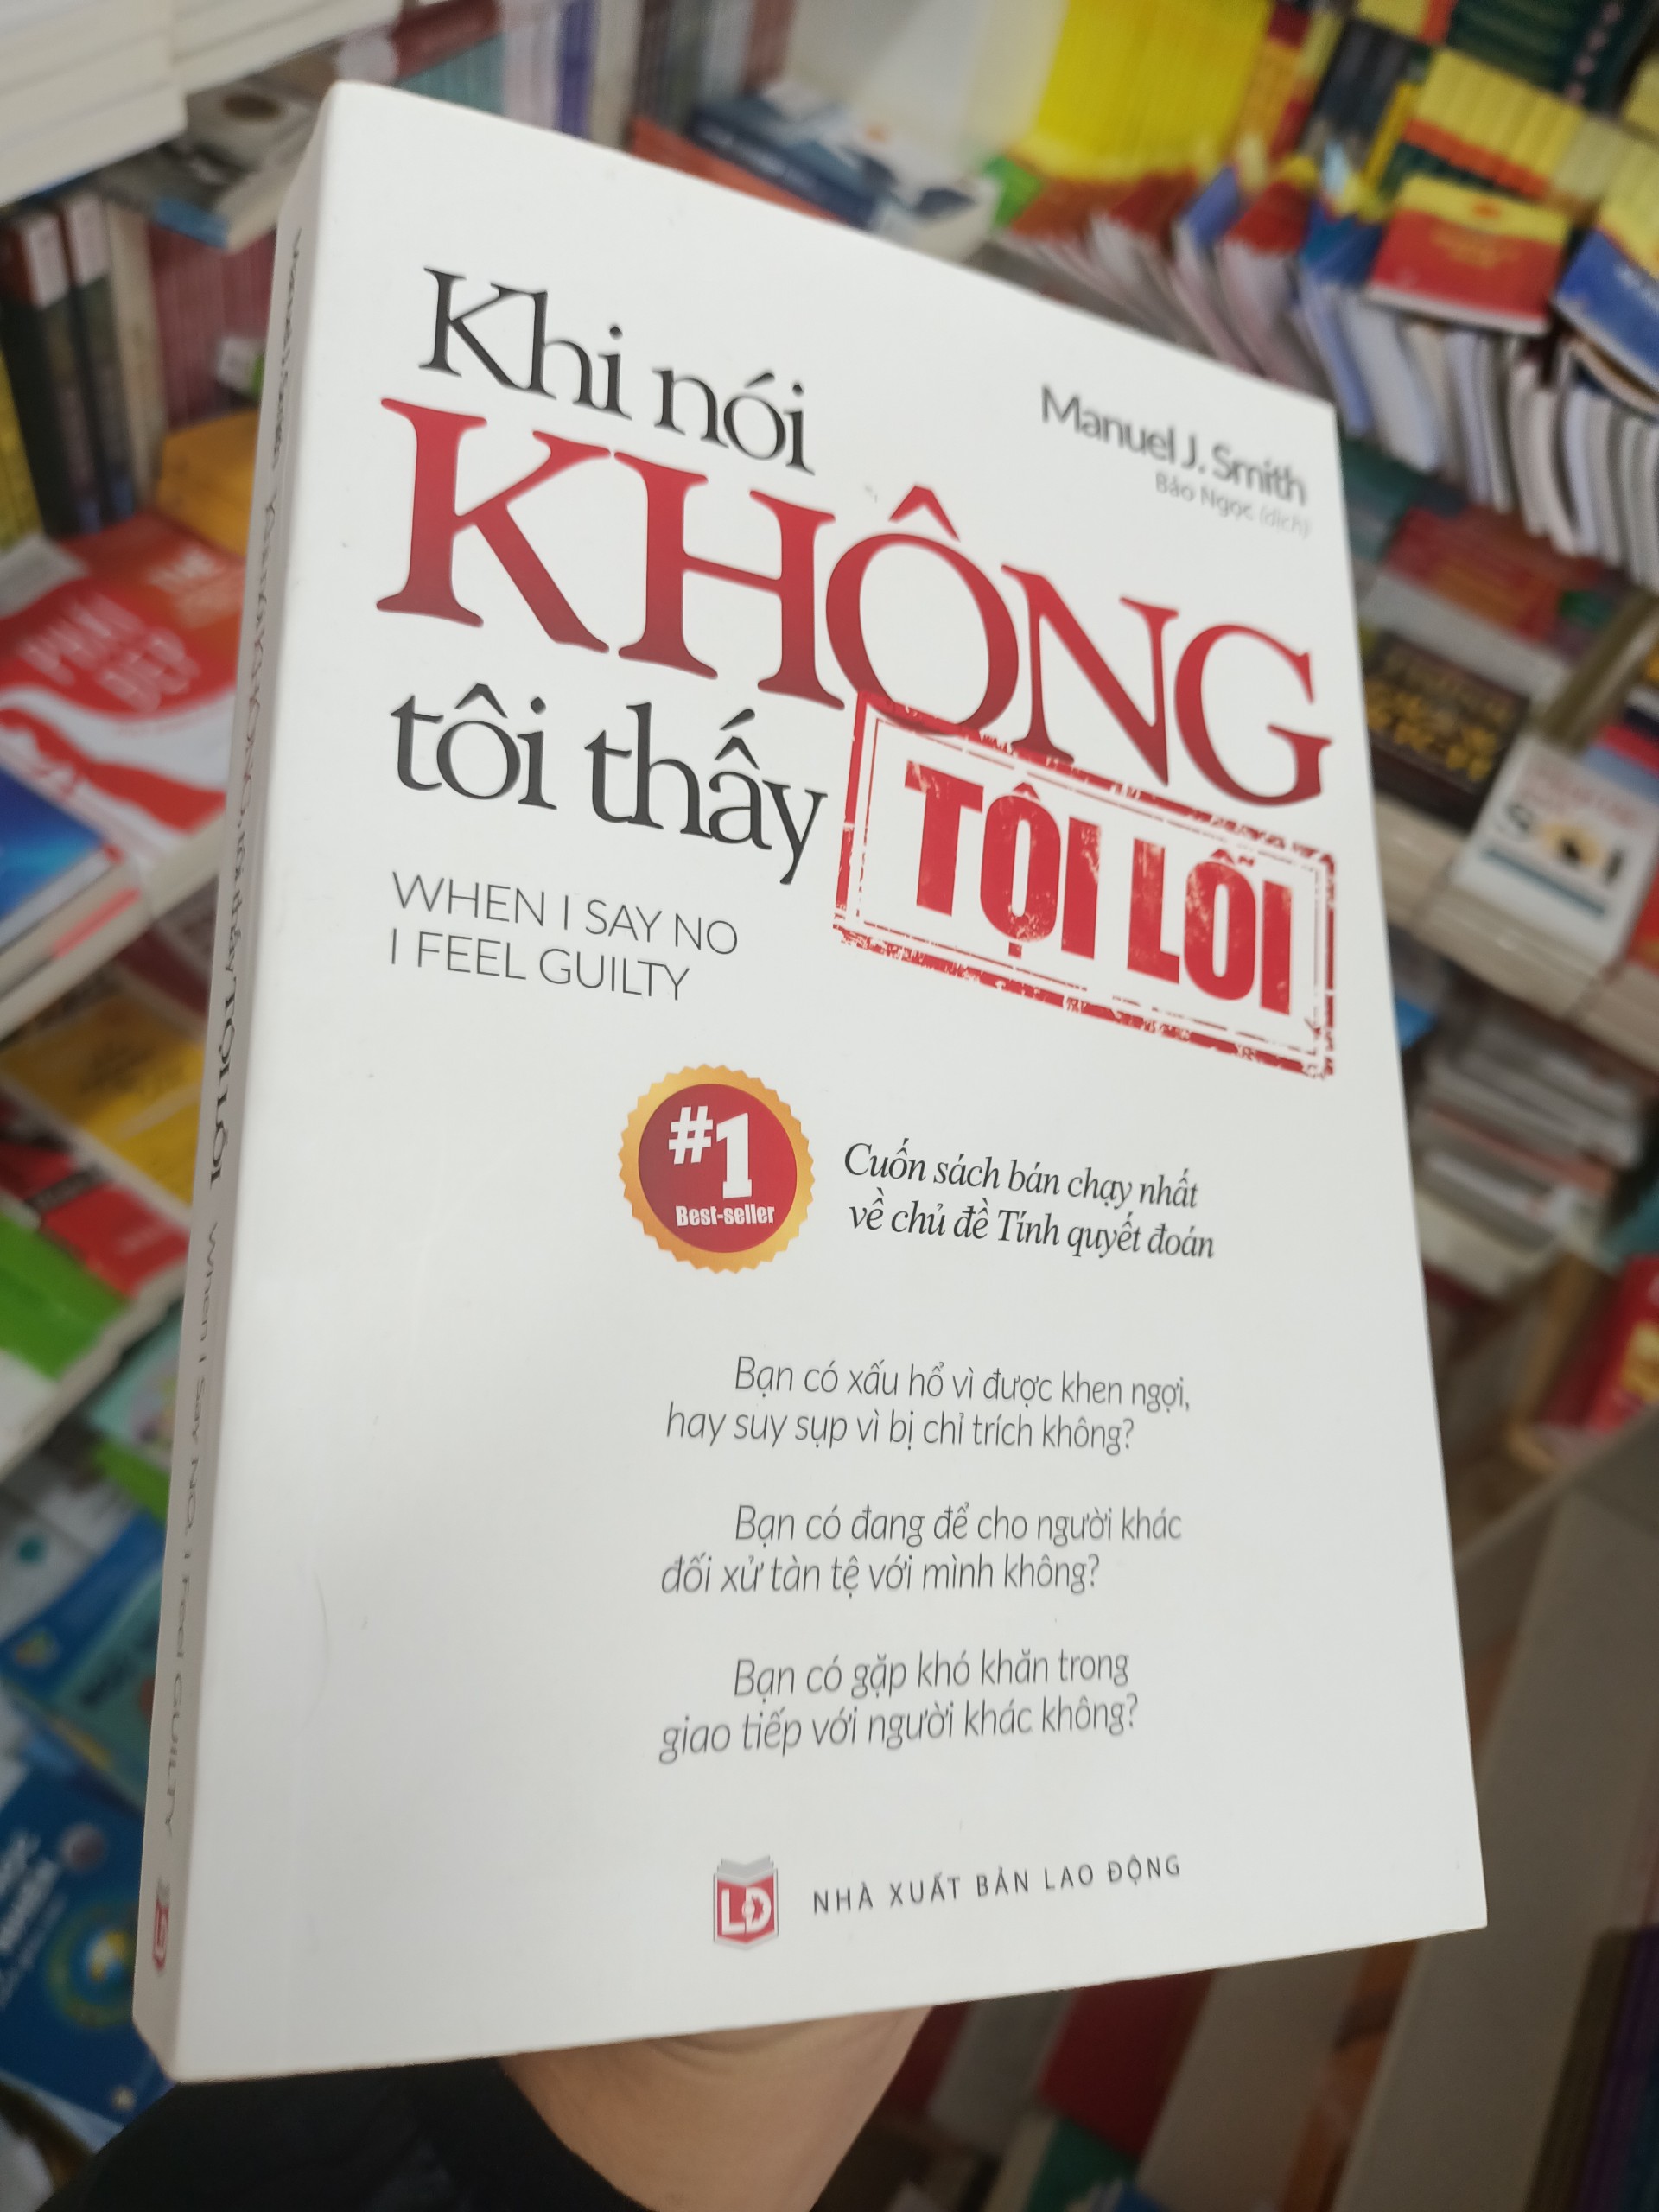 Khi nói
KHÔNG
tôi thấy
TỘI LỖI
Manuel J. Smith
Bảo Ngọc (dịch)
WHEN I SAY NO
I FEEL GUILTY
#1
Best-seller
Cuốn sách bán chạy nhất
về chủ đề Tính quyết đoán
Bạn có xấu hổ vì được khen ngợi,
hay suy sụp vì bị chỉ trích không?
Bạn có đang để cho người khác
đối xử tàn tệ với mình không?
Bạn có gặp khó khăn trong
giao tiếp với người khác không?
LĐ
NHÀ XUẤT BẢN LAO ĐỘNG
TỘI LỖI When I SAY NO, I Feel GUILTY